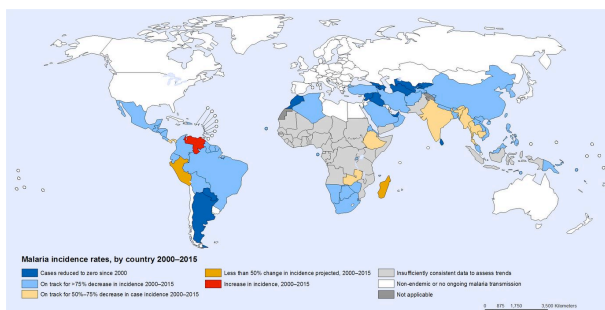 Malaria incidence rates, by country 2000–2015
Cases reduced to zero since 2000
On track for ≥75% decrease in incidence 2000–2015
On track for 50%–75% decrease in case incidence 2000–2015
Less than 50% change in incidence projected, 2000–2015
Increase in incidence, 2000–2015
Insufficiently consistent data to assess trends
Non-endemic or no ongoing malaria transmission
Not applicable
0 875 1,750 3,500 Kilometers